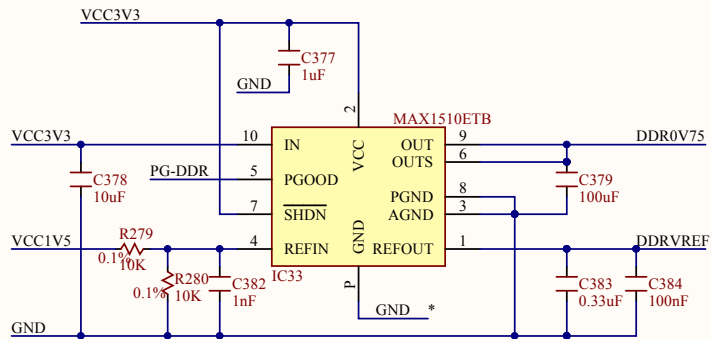 VCC3V3
C377
1uF
GND
2
MAX1510ETB
VCC3V3
10
IN
VCC
OUT
9
DDR0V75
OUTS
6
C378
10uF
PG-DDR
5
PGOOD
C379
100uF
PGND
8
7
SHDN
AGND
3
VCC1V5
R279
0.1%
10K
4
REFIN
GND
REFOUT
1
DDRVREF
IC33
R280
0.1%
10K
C382
1nF
P
C383
0.33uF
C384
100nF
GND *
GND